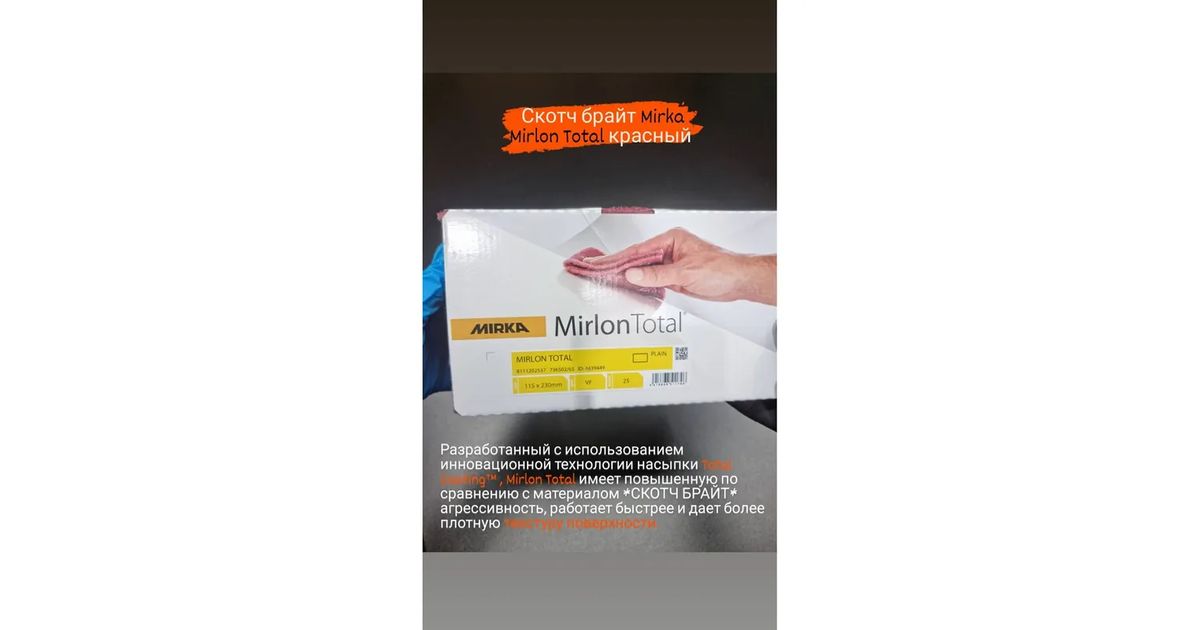 Скотч брайт Mirka
Mirlon Total красный
MIRKA
MirlonTotal
MIRLON TOTAL
PLAIN
8111202537
115 x 230mm
VF
25
Разработанный с использованием
инновационной технологии насыпки Total
Coating™, Mirlon Total имеет повышенную по
сравнению с материалом *СКОТЧ БРАЙТ*
агрессивность, работает быстрее и дает более
плотную текстуру поверхности.